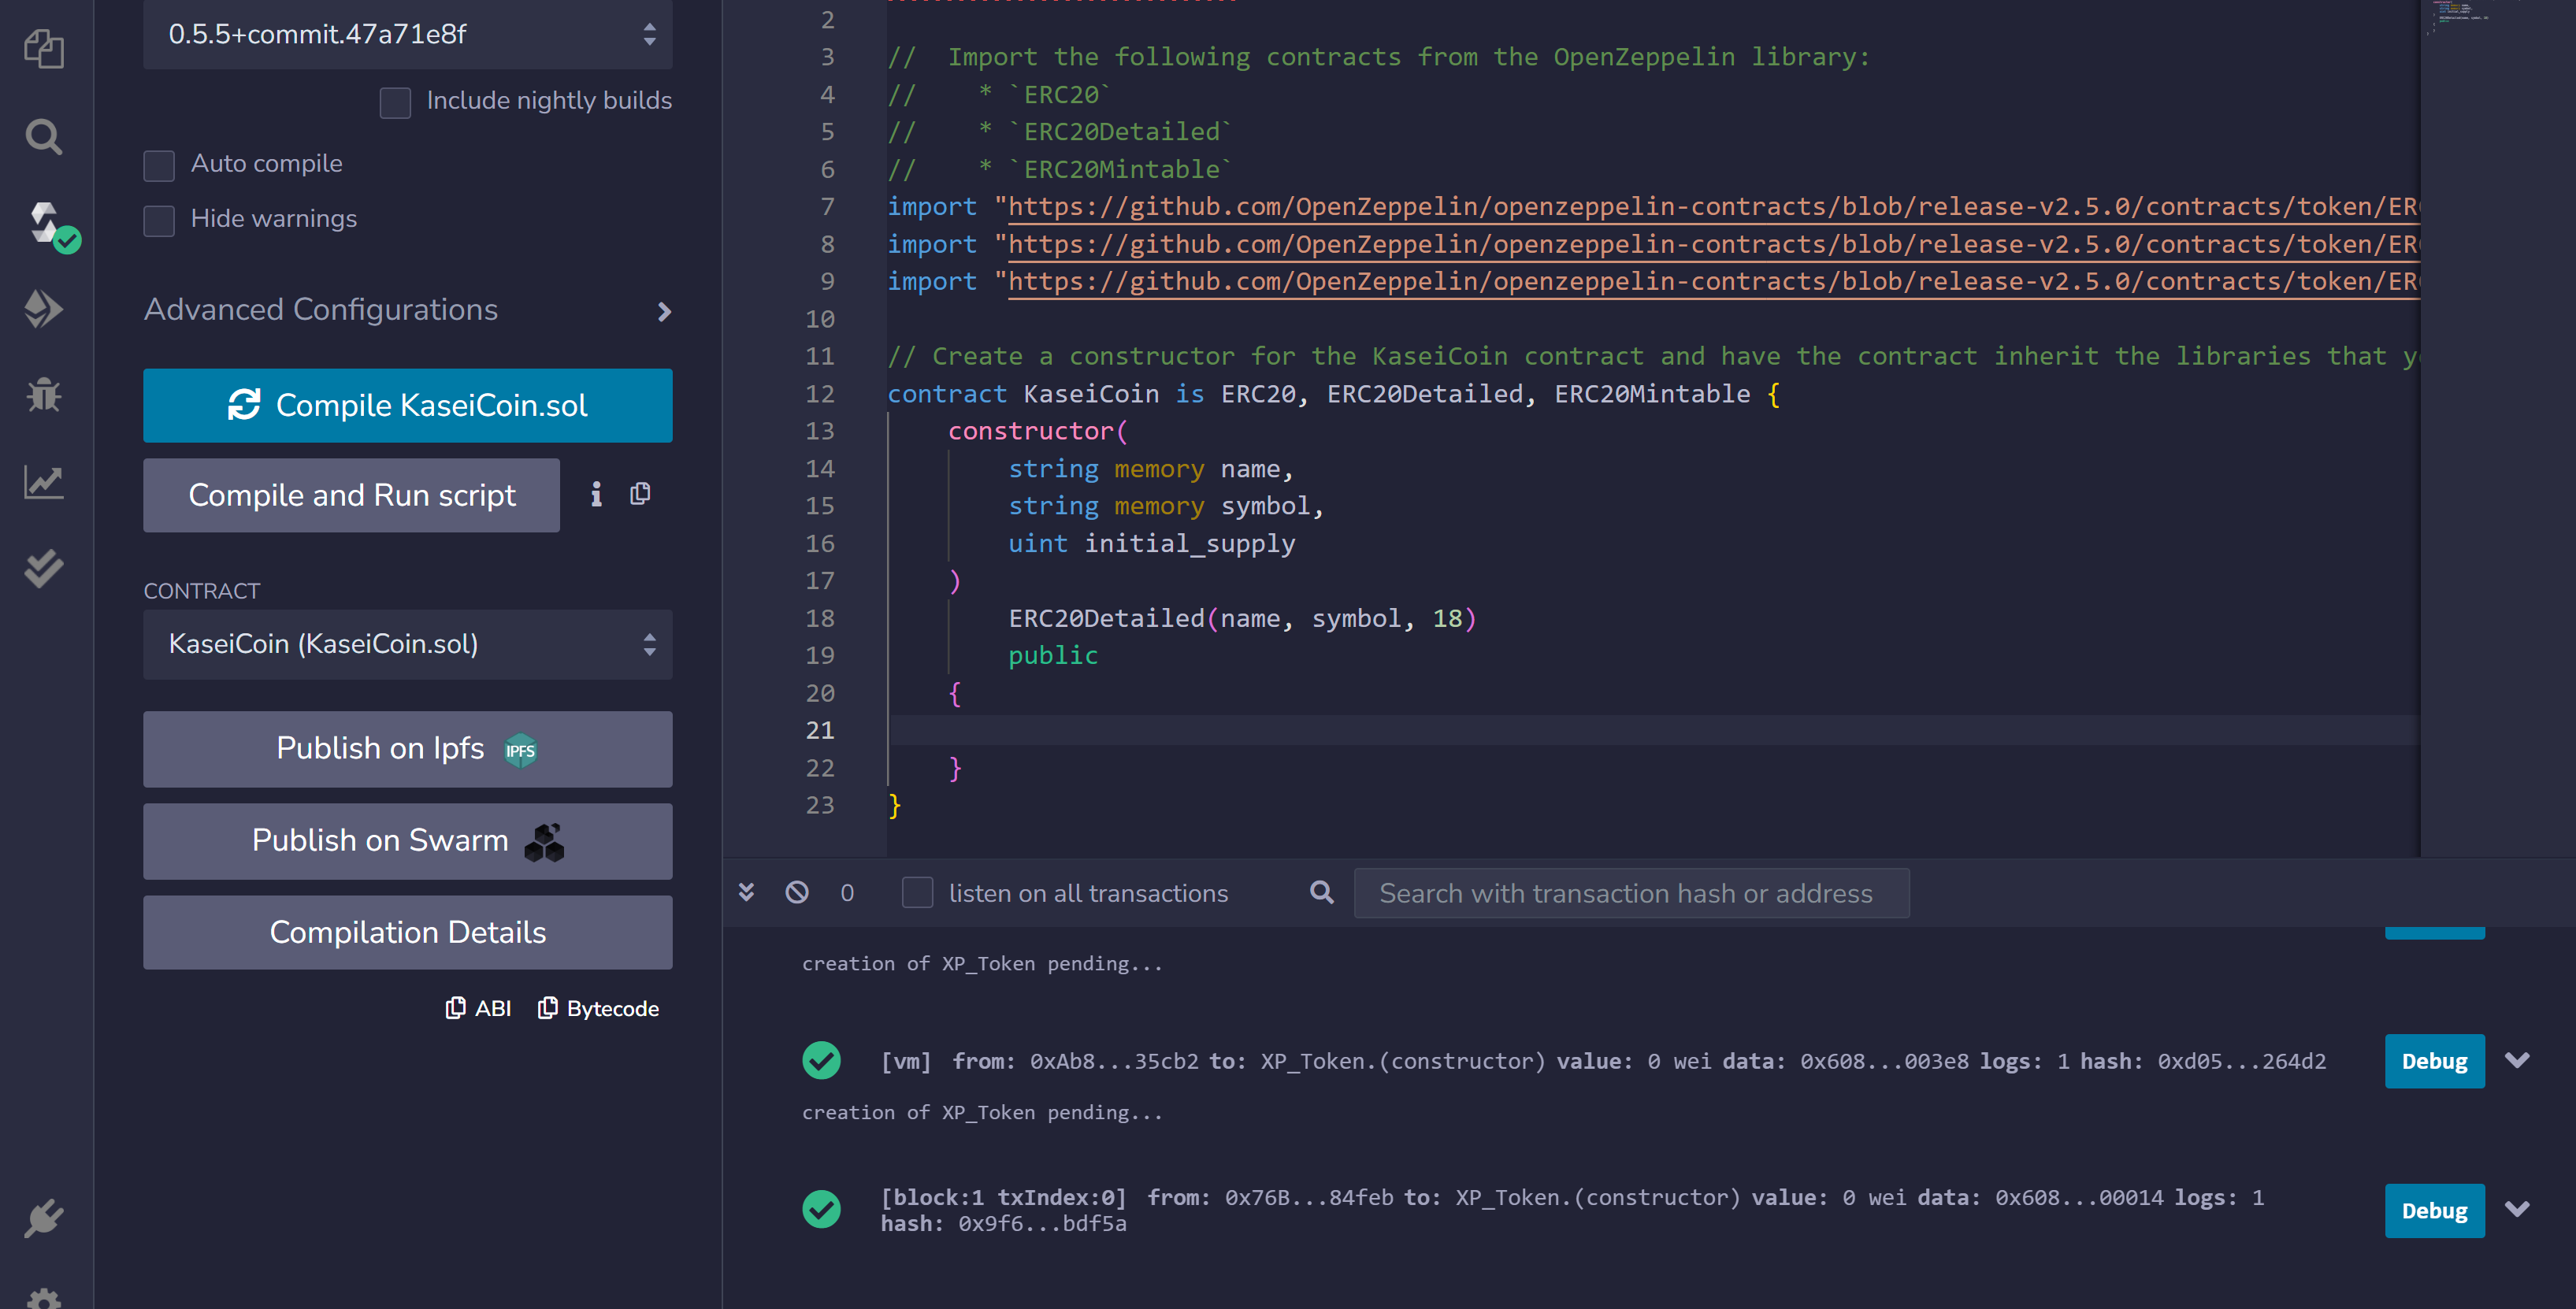 0.5.5+commit.47a71e8f
Include nightly builds
Auto compile
Hide warnings
Advanced Configurations
Compile KaseiCoin.sol
Compile and Run script
CONTRACT
KaseiCoin (KaseiCoin.sol)
Publish on Ipfs IPFS
Publish on Swarm
Compilation Details
ABI Bytecode
2
3 //  Import the following contracts from the OpenZeppelin library:
4 //    * `ERC20`
5 //    * `ERC20Detailed`
6 //    * `ERC20Mintable`
7 import "https://github.com/OpenZeppelin/openzeppelin-contracts/blob/release-v2.5.0/contracts/token/ER
8 import "https://github.com/OpenZeppelin/openzeppelin-contracts/blob/release-v2.5.0/contracts/token/ER
9 import "https://github.com/OpenZeppelin/openzeppelin-contracts/blob/release-v2.5.0/contracts/token/ER
10
11 // Create a constructor for the KaseiCoin contract and have the contract inherit the libraries that y
12 contract KaseiCoin is ERC20, ERC20Detailed, ERC20Mintable {
13     constructor(
14         string memory name,
15         string memory symbol,
16         uint initial_supply
17     )
18         ERC20Detailed(name, symbol, 18)
19         public
20     {
21
22     }
23 }
0 listen on all transactions Search with transaction hash or address
creation of XP_Token pending...
[vm] from: 0xAb8...35cb2 to: XP_Token.(constructor) value: 0 wei data: 0x608...003e8 logs: 1 hash: 0xd05...264d2 Debug
creation of XP_Token pending...
[block:1 txIndex:0] from: 0x76B...84feb to: XP_Token.(constructor) value: 0 wei data: 0x608...00014 logs: 1
hash: 0x9f6...bdf5a Debug